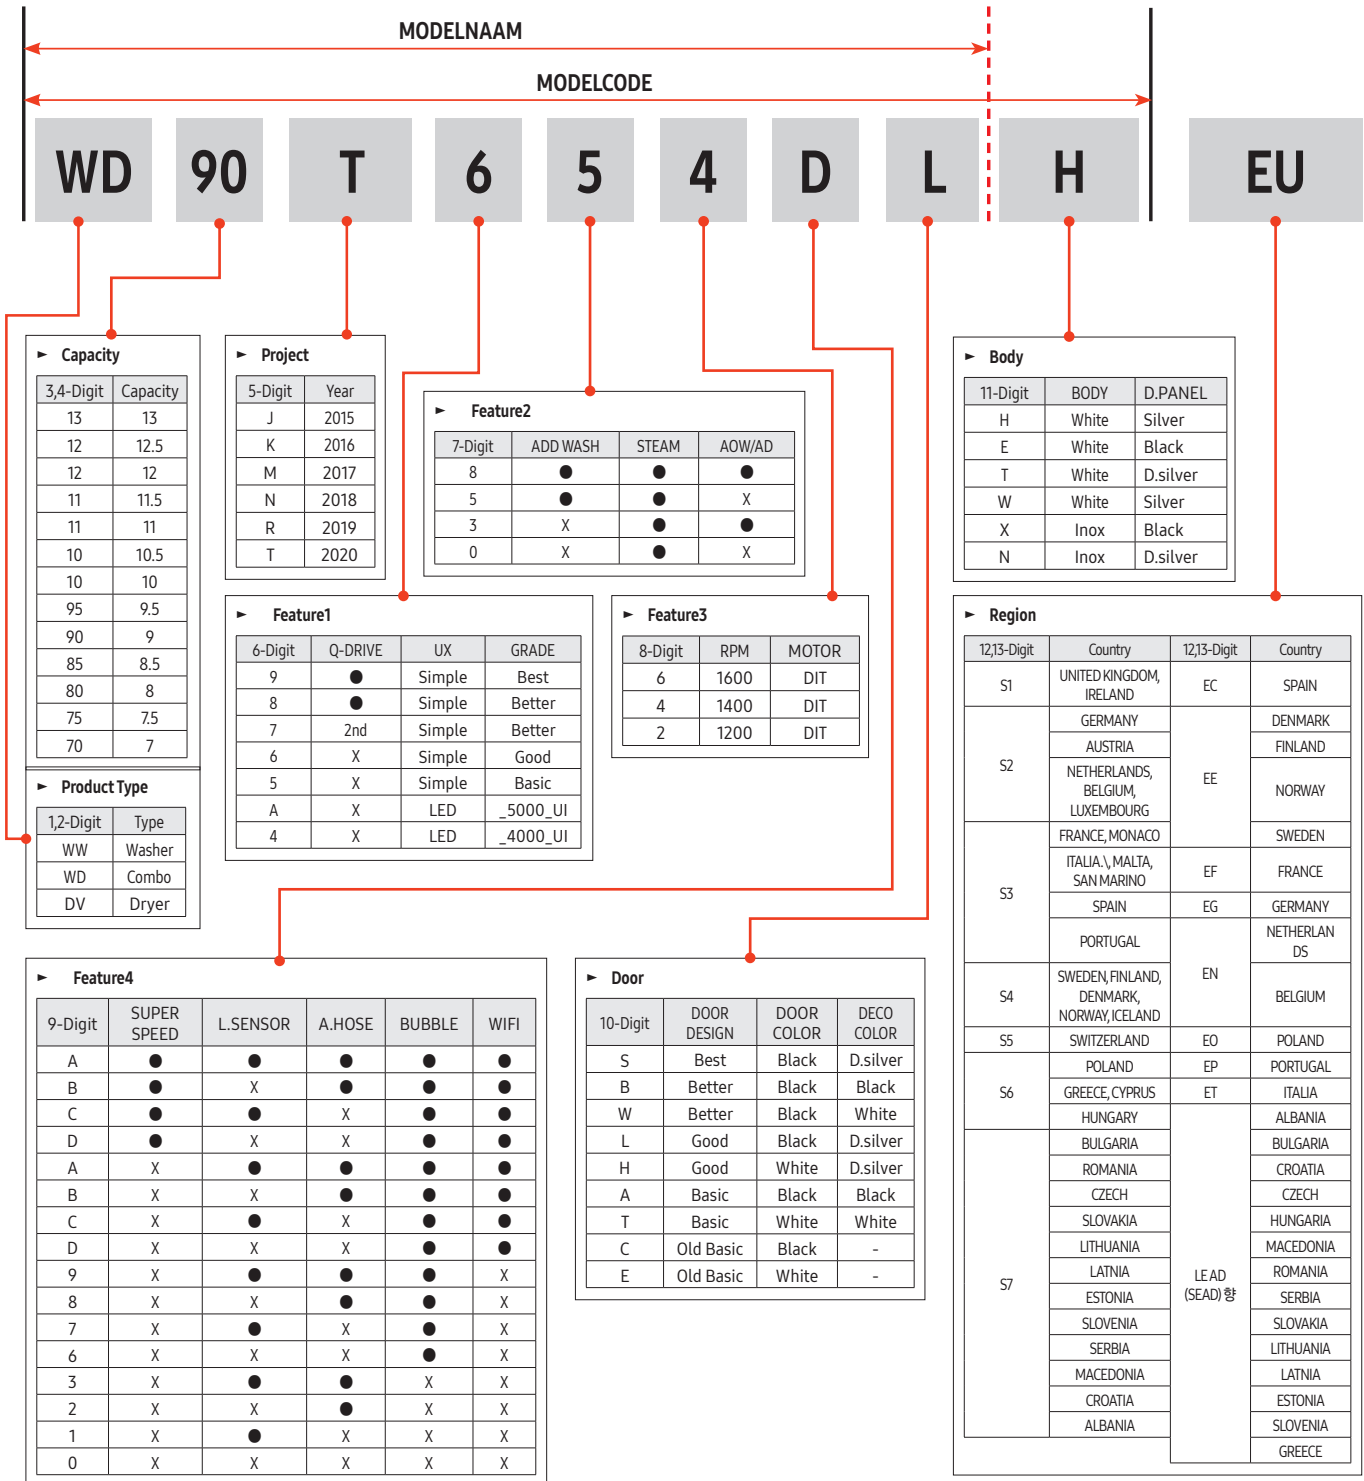 MODELNAAM
MODELCODE
WD 90 T 6 5 4 D L H EU
► Capacity
3,4-Digit Capacity
13 13
12 12.5
12 12
11 11.5
11 11
10 10.5
10 10
95 9.5
90 9
85 8.5
80 8
75 7.5
70 7
► Product Type
1,2-Digit Type
WW Washer
WD Combo
DV Dryer
► Project
5-Digit Year
J 2015
K 2016
M 2017
N 2018
R 2019
T 2020
► Feature2
7-Digit ADD WASH STEAM AOW/AD
8 ● ● ●
5 ● ● X
3 X ● ●
0 X ● X
► Feature1
6-Digit Q-DRIVE UX GRADE
9 ● Simple Best
8 ● Simple Better
7 2nd Simple Better
6 X Simple Good
5 X Simple Basic
A X LED _5000_UI
4 X LED _4000_UI
► Feature3
8-Digit RPM MOTOR
6 1600 DIT
4 1400 DIT
2 1200 DIT
► Body
11-Digit BODY D.PANEL
H White Silver
E White Black
T White D.silver
W White Silver
X Inox Black
N Inox D.silver
► Feature4
9-Digit SUPER SPEED L.SENSOR A.HOSE BUBBLE WIFI
A ● ● ● ● ●
B ● X ● ● ●
C ● ● X ● ●
D ● X X ● ●
A X ● ● ● ●
B X X ● ● ●
C X ● X ● ●
D X X X ● ●
9 X ● ● ● X
8 X X ● ● X
7 X ● X ● X
6 X X X ● X
3 X ● ● X X
2 X X ● X X
1 X ● X X X
0 X X X X X
► Door
10-Digit DOOR DESIGN DOOR COLOR DECO COLOR
S Best Black D.silver
B Better Black Black
W Better Black White
L Good Black D.silver
H Good White D.silver
A Basic Black Black
T Basic White White
C Old Basic Black -
E Old Basic White -
► Region
12,13-Digit Country 12,13-Digit Country
S1
UNITED KINGDOM,
IRELAND
EC SPAIN
S2
GERMANY
AUSTRIA
NETHERLANDS,
BELGIUM,
LUXEMBOURG
EE
DENMARK
FINLAND
NORWAY
SWEDEN
S3
FRANCE, MONACO
ITALIA.\, MALTA,
SAN MARINO
SPAIN
PORTUGAL
EF FRANCE
EG GERMANY
EN
NETHERLAN
DS
BELGIUM
S4
SWEDEN, FINLAND,
DENMARK,
NORWAY, ICELAND
S5 SWITZERLAND EO POLAND
S6
POLAND
GREECE, CYPRUS
HUNGARY
EP PORTUGAL
ET ITALIA
S7
BULGARIA
ROMANIA
CZECH
SLOVAKIA
LITHUANIA
LATNIA
ESTONIA
SLOVENIA
SERBIA
MACEDONIA
CROATIA
ALBANIA
LE AD
(SEAD) 향
ALBANIA
BULGARIA
CROATIA
CZECH
HUNGARIA
MACEDONIA
ROMANIA
SERBIA
SLOVAKIA
LITHUANIA
LATNIA
ESTONIA
SLOVENIA
GREECE